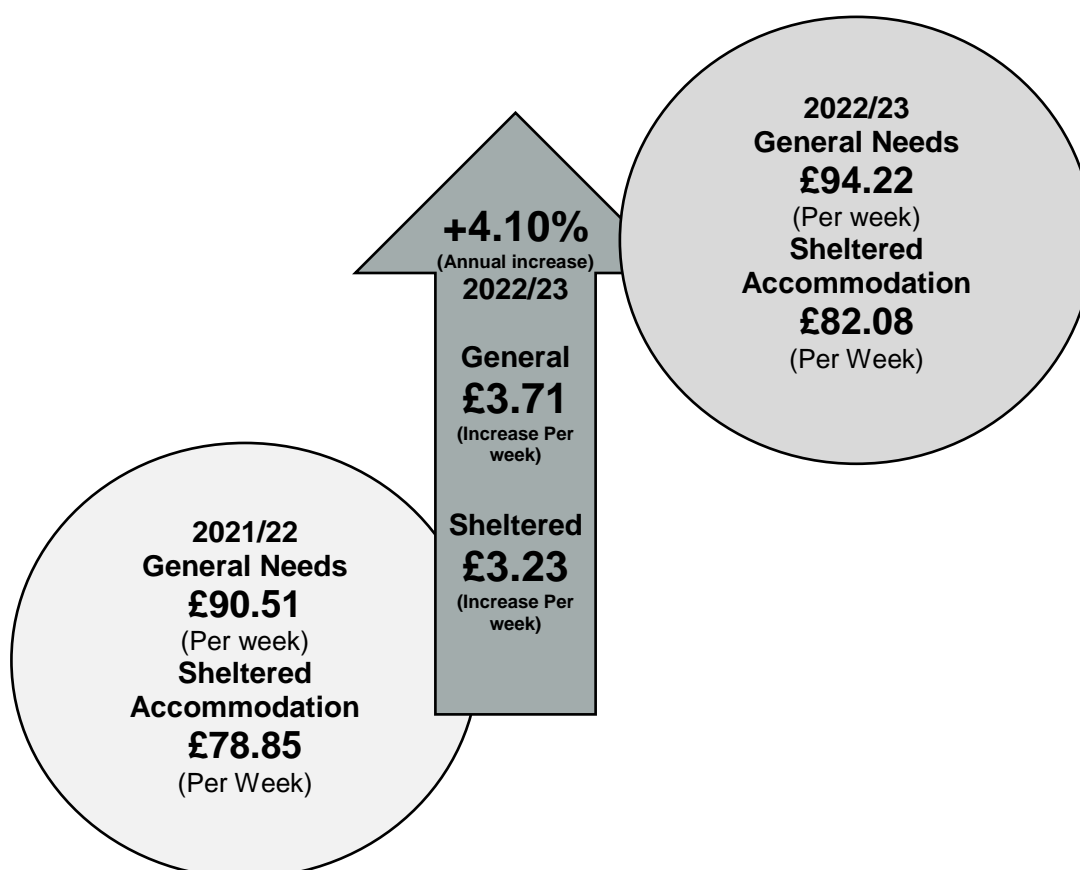 2022/23
General Needs
£94.22
(Per week)
Sheltered
Accommodation
£82.08
(Per Week)
+4.10%
(Annual increase)
2022/23
General
£3.71
(Increase Per
week)
Sheltered
£3.23
(Increase Per
week)
2021/22
General Needs
£90.51
(Per week)
Sheltered
Accommodation
£78.85
(Per Week)